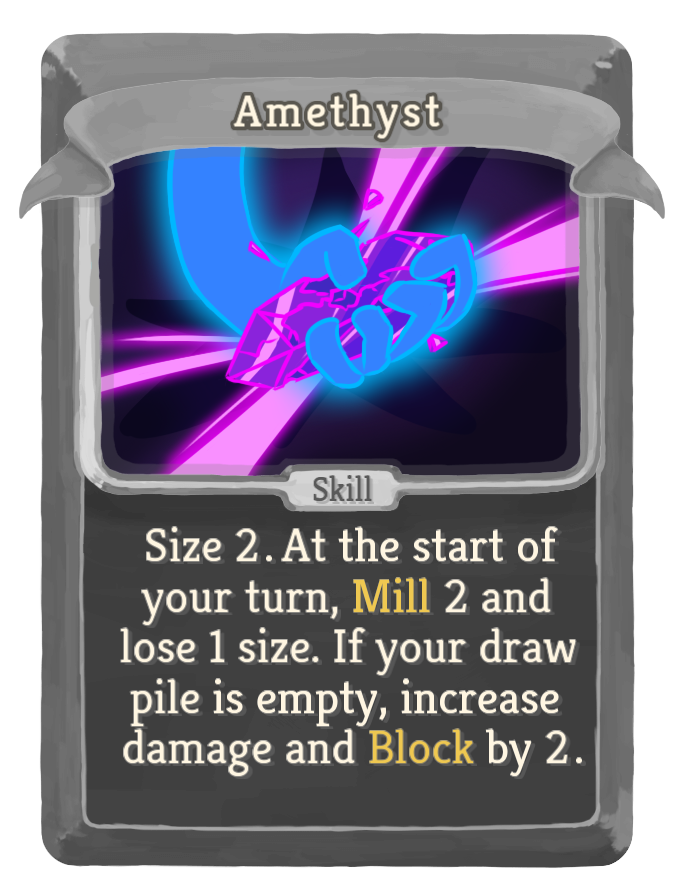 Amethyst
Skill
Size 2. At the start of
your turn, Mill 2 and
lose 1 size. If your draw
pile is empty, increase
damage and Block by 2.